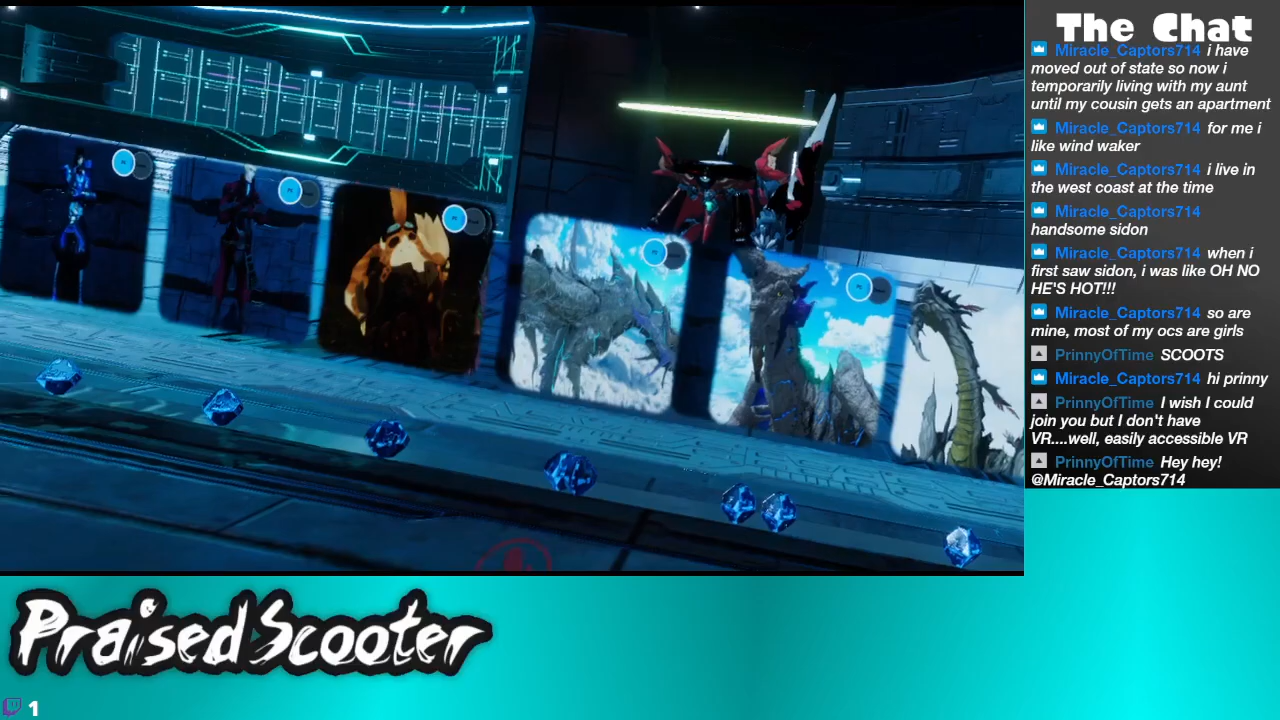 The Chat
Miracle_Captors714 i have
moved out of state so now i
temporarily living with my aunt
until my cousin gets an apartment
Miracle_Captors714 for me i
like wind waker
Miracle_Captors714 i live in
the west coast at the time
Miracle_Captors714
handsome sidon
Miracle_Captors714 when i
first saw sidon, i was like OH NO
HE'S HOT!!!
Miracle_Captors714 so are
mine, most of my ocs are girls
PrinnyOfTime SCOOTS
Miracle_Captors714 hi prinny
PrinnyOfTime I wish I could
join you but I don't have
VR....well, easily accessible VR
PrinnyOfTime Hey hey!
@Miracle_Captors714
PraisedScooter
1